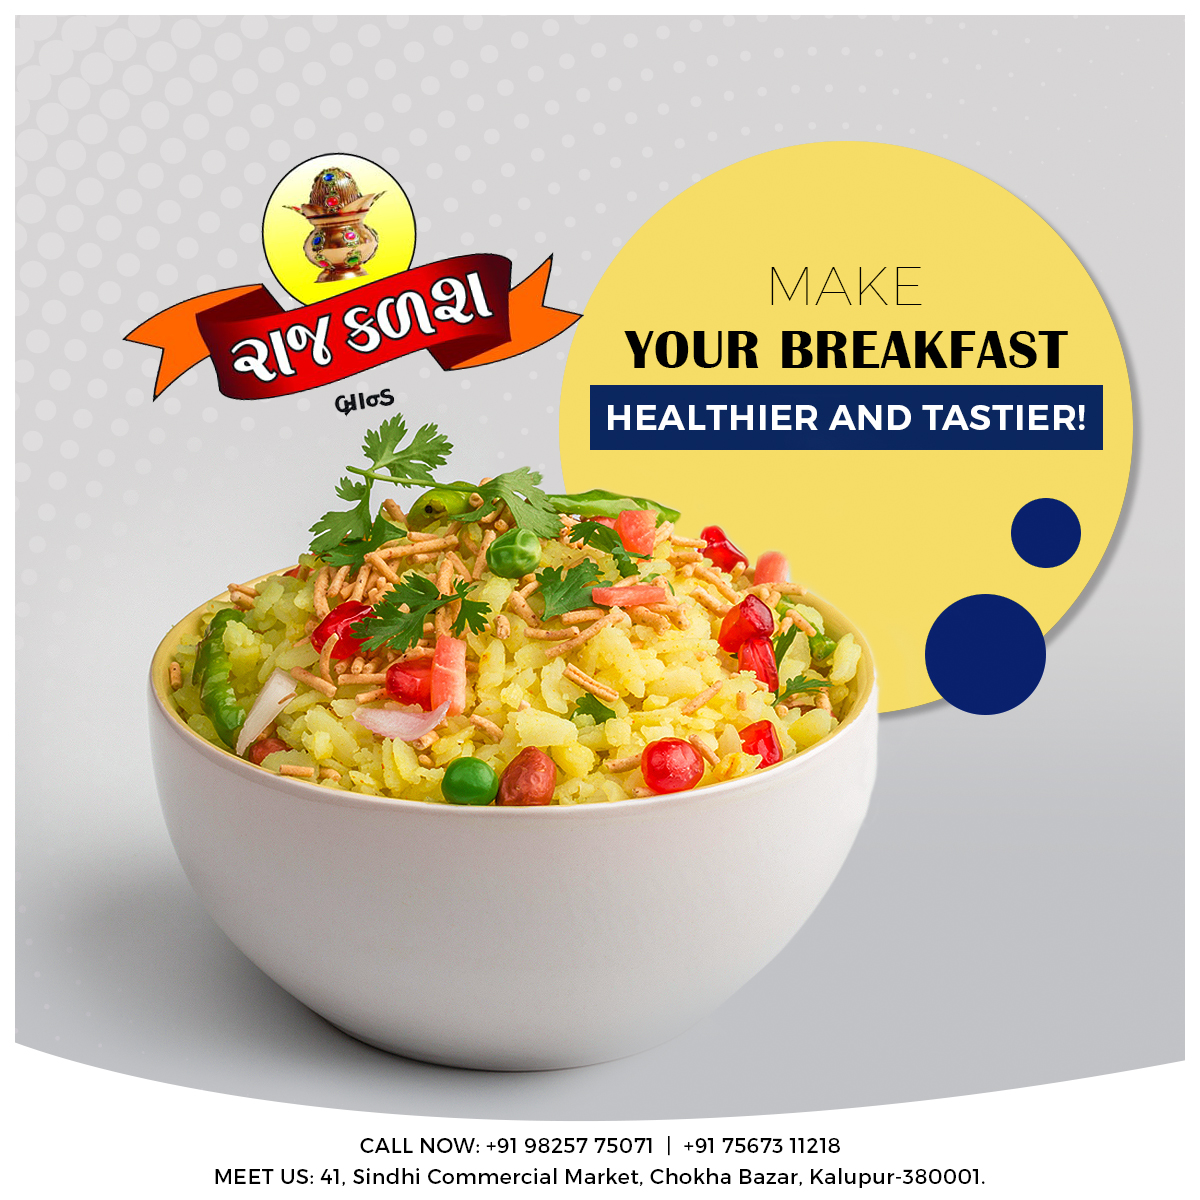 રાજ કળશ
બ્રાન્ડ
MAKE
YOUR BREAKFAST
HEALTHIER AND TASTIER!
CALL NOW: +91 98257 75071 | +91 75673 11218
MEET US: 41, Sindhi Commercial Market, Chokha Bazar, Kalupur-380001.